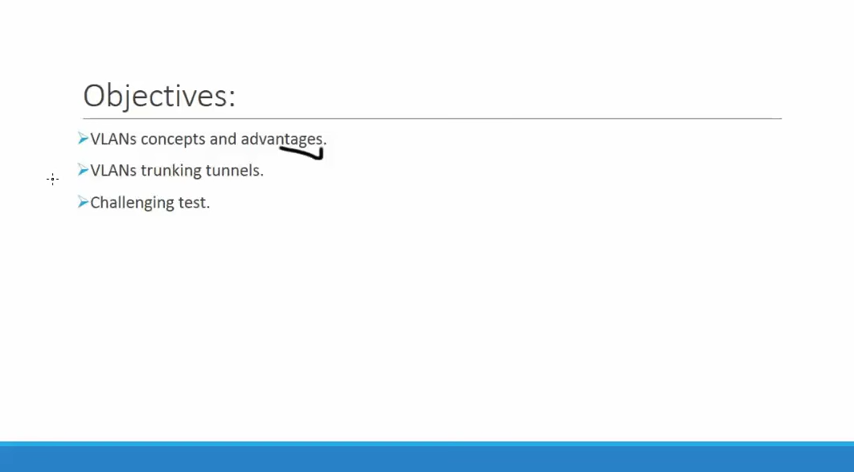 Objectives:
VLANs concepts and advantages.
VLANs trunking tunnels.
Challenging test.